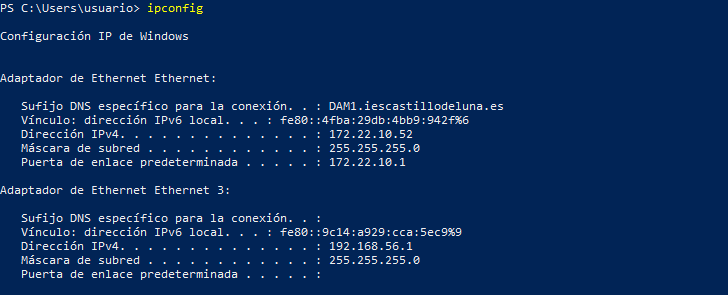 PS C:\Users\usuario> ipconfig
Configuración IP de Windows
Adaptador de Ethernet Ethernet:
Sufijo DNS específico para la conexión. . : DAM1.iescastillodeluna.es
Vínculo: dirección IPv6 local. . . : fe80::4fba:29db:4bb9:942f%6
Dirección IPv4. . . . . . . . . . . . . . : 172.22.10.52
Máscara de subred . . . . . . . . . . . . : 255.255.255.0
Puerta de enlace predeterminada . . . . . : 172.22.10.1
Adaptador de Ethernet Ethernet 3:
Sufijo DNS específico para la conexión. . :
Vínculo: dirección IPv6 local. . . : fe80::9c14:a929:cca:5ec9%9
Dirección IPv4. . . . . . . . . . . . . . : 192.168.56.1
Máscara de subred . . . . . . . . . . . . : 255.255.255.0
Puerta de enlace predeterminada . . . . . :